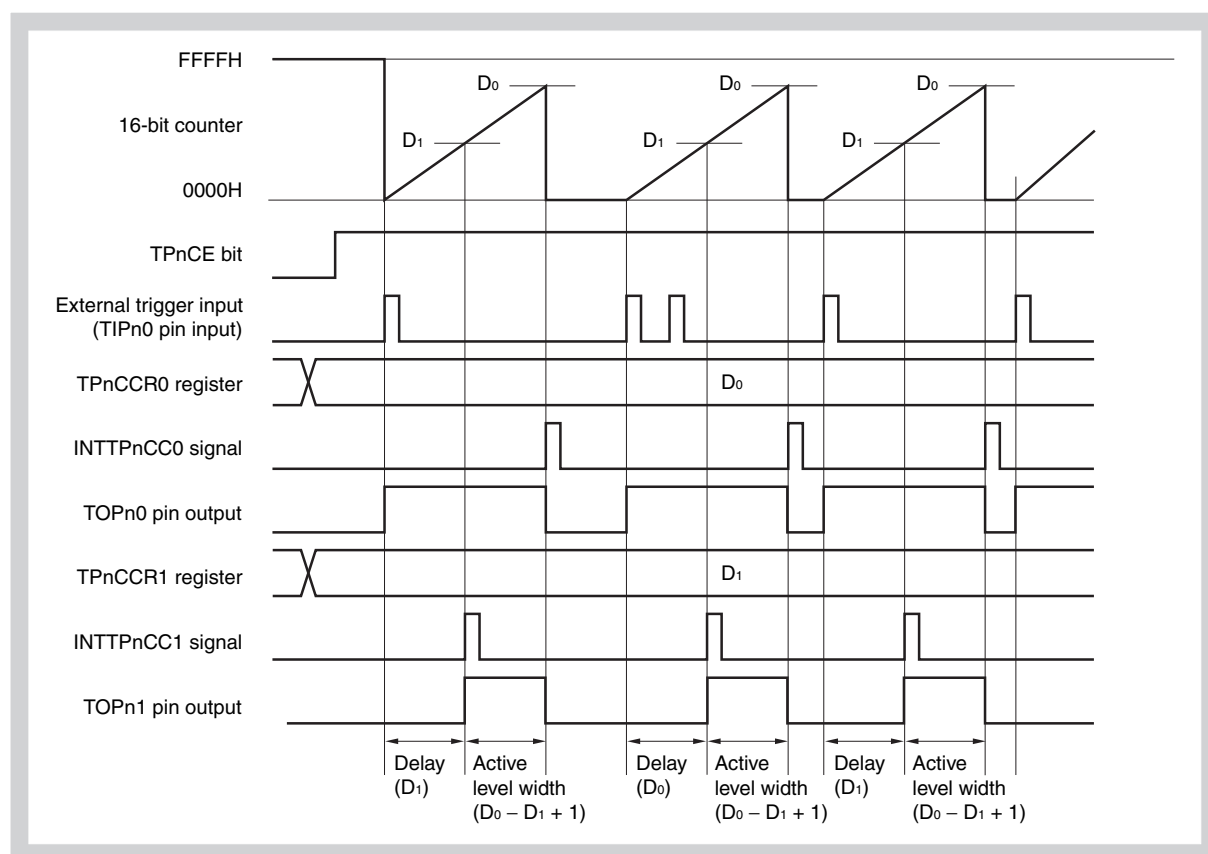 FFFFH
D0 D0 D0
16-bit counter
D1 D1 D1
0000H
TPnCE bit
External trigger input
(TIPn0 pin input)
TPnCCR0 register
D0
INTTPnCC0 signal
TOPn0 pin output
TPnCCR1 register
D1
INTTPnCC1 signal
TOPn1 pin output
Delay
(D1)
Active
level width
(D0 – D1 + 1)
Delay
(D0)
Active
level width
(D0 – D1 + 1)
Delay
(D1)
Active
level width
(D0 – D1 + 1)